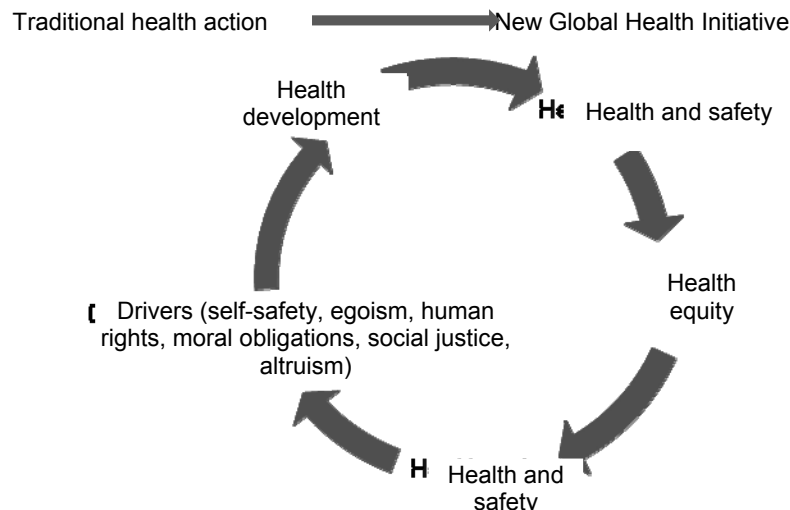 Traditional health action
New Global Health Initiative
Health
development
He
Health and safety
Health
equity
Drivers (self-safety, egoism, human
rights, moral obligations, social justice,
altruism)
H
Health and
safety